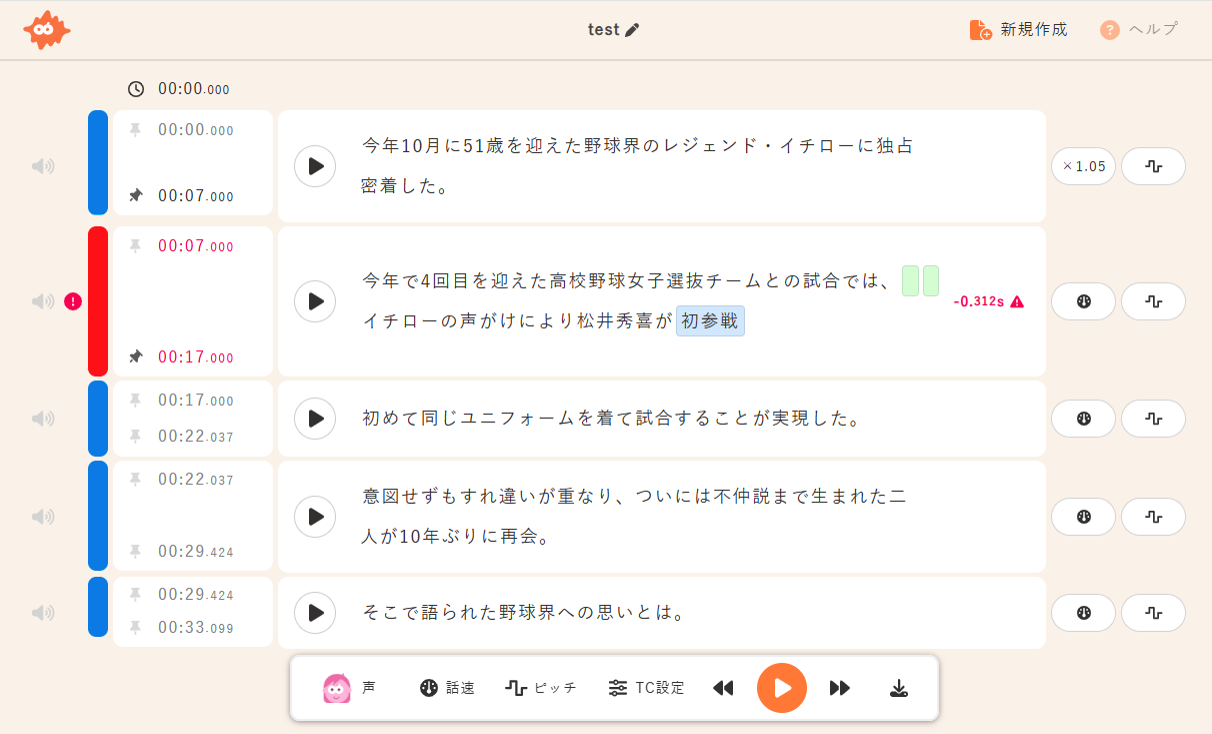 test
新規作成
? ヘルプ
00:00.000
00:00.000
00:07.000
今年10月に51歳を迎えた野球界のレジェンド・イチローに独占
密着した。
×1.05
00:07.000
00:17.000
今年で4回目を迎えた高校野球女子選抜チームとの試合では、
イチローの声がけにより松井秀喜が 初参戦
-0.312s
00:17.000
00:22.037
初めて同じユニフォームを着て試合することが実現した。
00:22.037
00:29.424
意図せずもすれ違いが重なり、ついには不仲説まで生まれた二
人が10年ぶりに再会。
00:29.424
00:33.099
そこで語られた野球界への思いとは。
声 話速 ピッチ TC設定